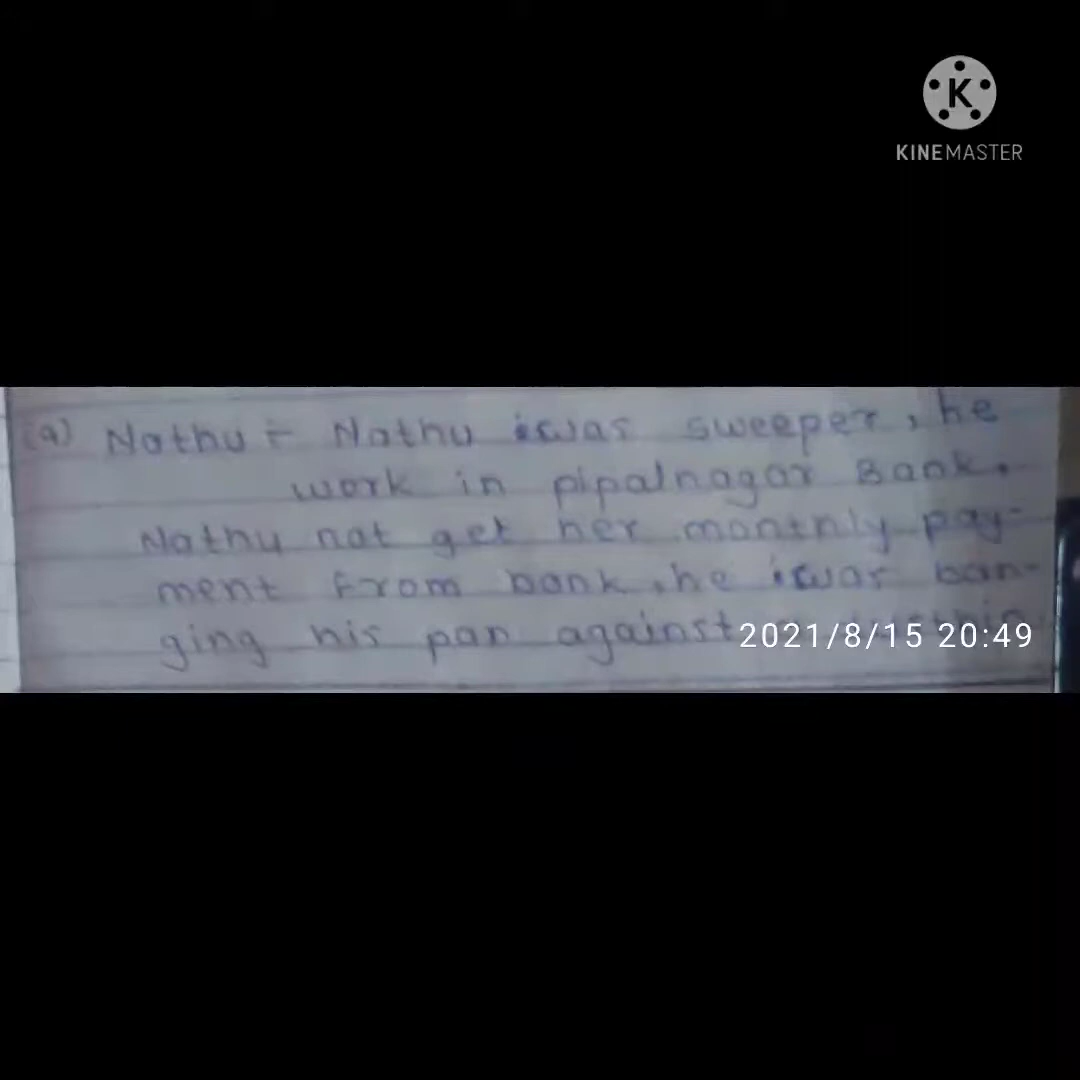 KINEMASTER
(a) Nathu :- Nathu was sweeper, he
work in pipalnagar Bank.
Nathu not get her monthly pay-
ment from bank, he was ban-
ging his pan against
2021/8/15 20:49